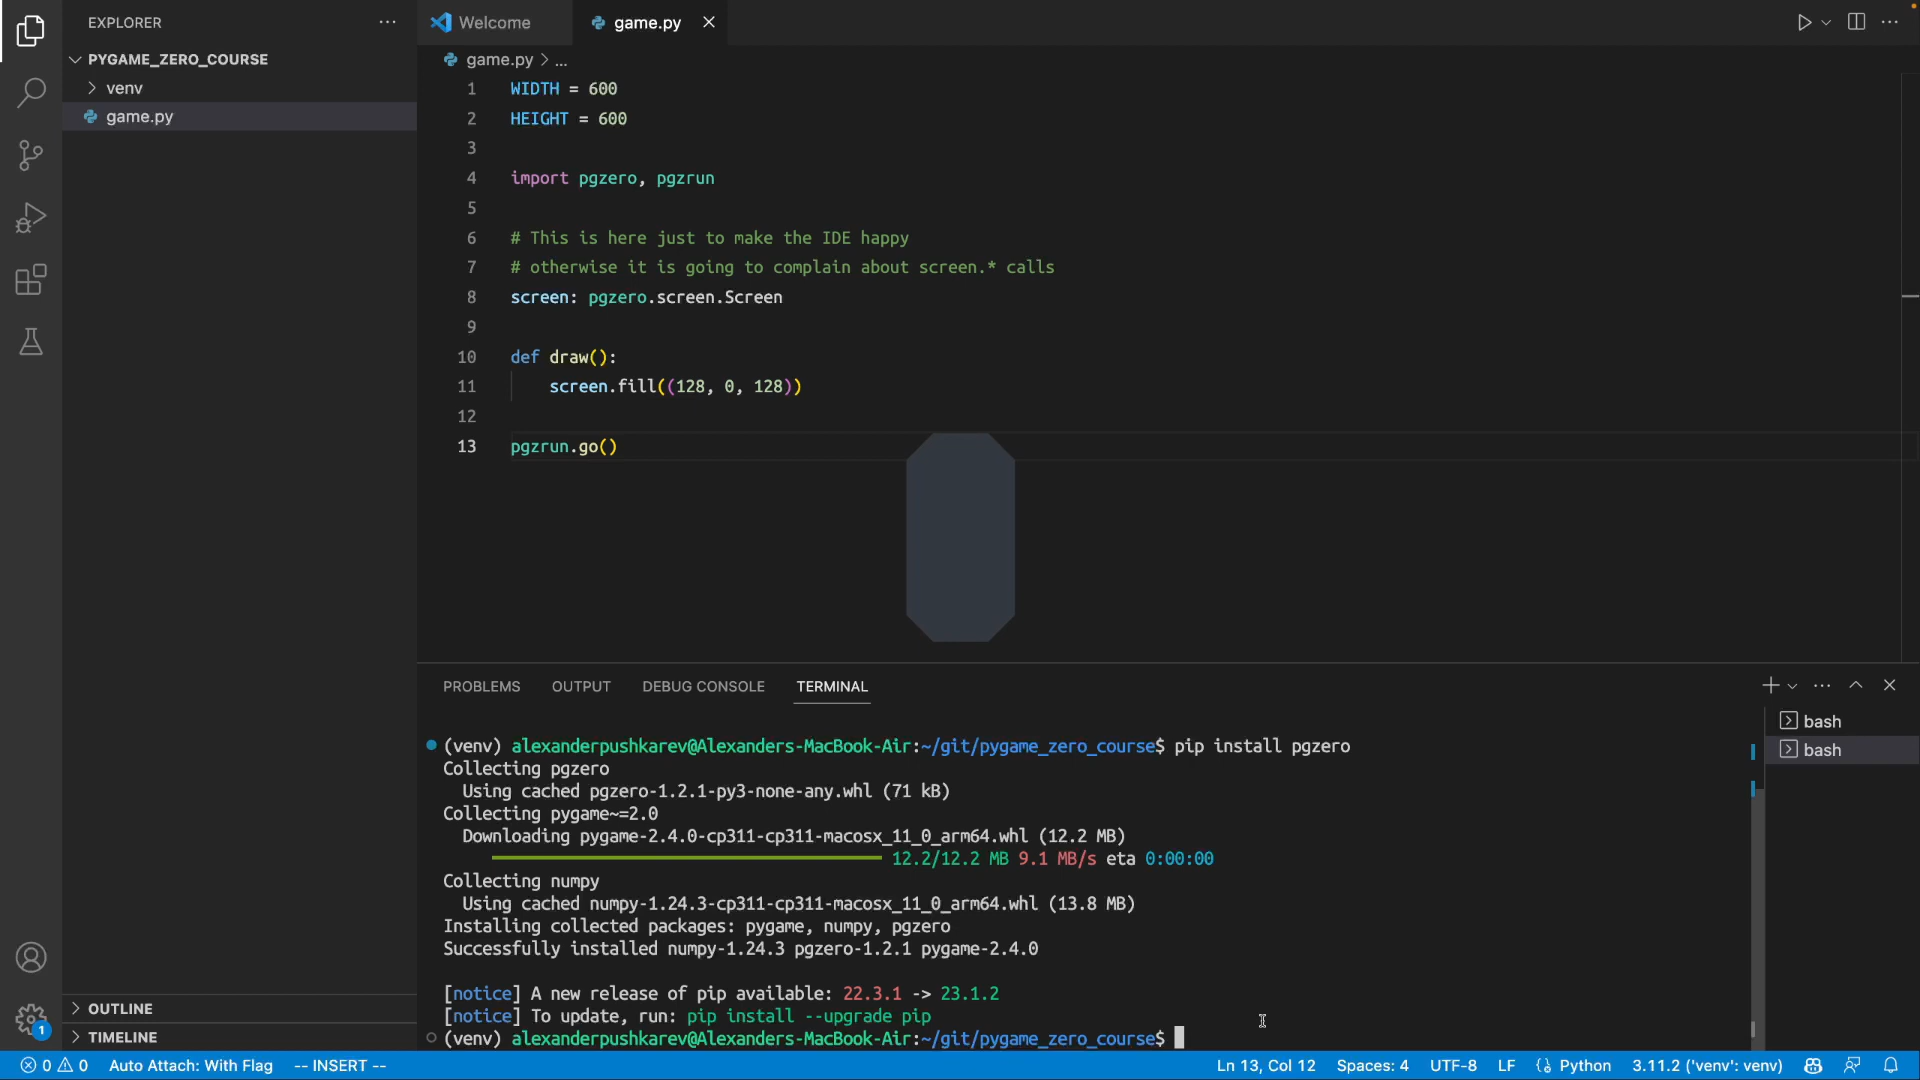 EXPLORER
PYGAME_ZERO_COURSE
venv
game.py
OUTLINE
TIMELINE
Welcome
game.py
game.py > ...
1 WIDTH = 600
2 HEIGHT = 600
3
4 import pgzero, pgzrun
5
6 # This is here just to make the IDE happy
7 # otherwise it is going to complain about screen.* calls
8 screen: pgzero.screen.Screen
9
10 def draw():
11 screen.fill((128, 0, 128))
12
13 pgzrun.go()
PROBLEMS OUTPUT DEBUG CONSOLE TERMINAL
bash
bash
(venv) alexanderpushkarev@Alexanders-MacBook-Air:~/git/pygame_zero_course$ pip install pgzero
Collecting pgzero
Using cached pgzero-1.2.1-py3-none-any.whl (71 kB)
Collecting pygame~=2.0
Downloading pygame-2.4.0-cp311-cp311-macosx_11_0_arm64.whl (12.2 MB)
12.2/12.2 MB 9.1 MB/s eta 0:00:00
Collecting numpy
Using cached numpy-1.24.3-cp311-cp311-macosx_11_0_arm64.whl (13.8 MB)
Installing collected packages: pygame, numpy, pgzero
Successfully installed numpy-1.24.3 pgzero-1.2.1 pygame-2.4.0
[notice] A new release of pip available: 22.3.1 -> 23.1.2
[notice] To update, run: pip install --upgrade pip
(venv) alexanderpushkarev@Alexanders-MacBook-Air:~/git/pygame_zero_course$
1
0 0 Auto Attach: With Flag -- INSERT -- Ln 13, Col 12 Spaces: 4 UTF-8 LF Python 3.11.2 ('venv': venv)